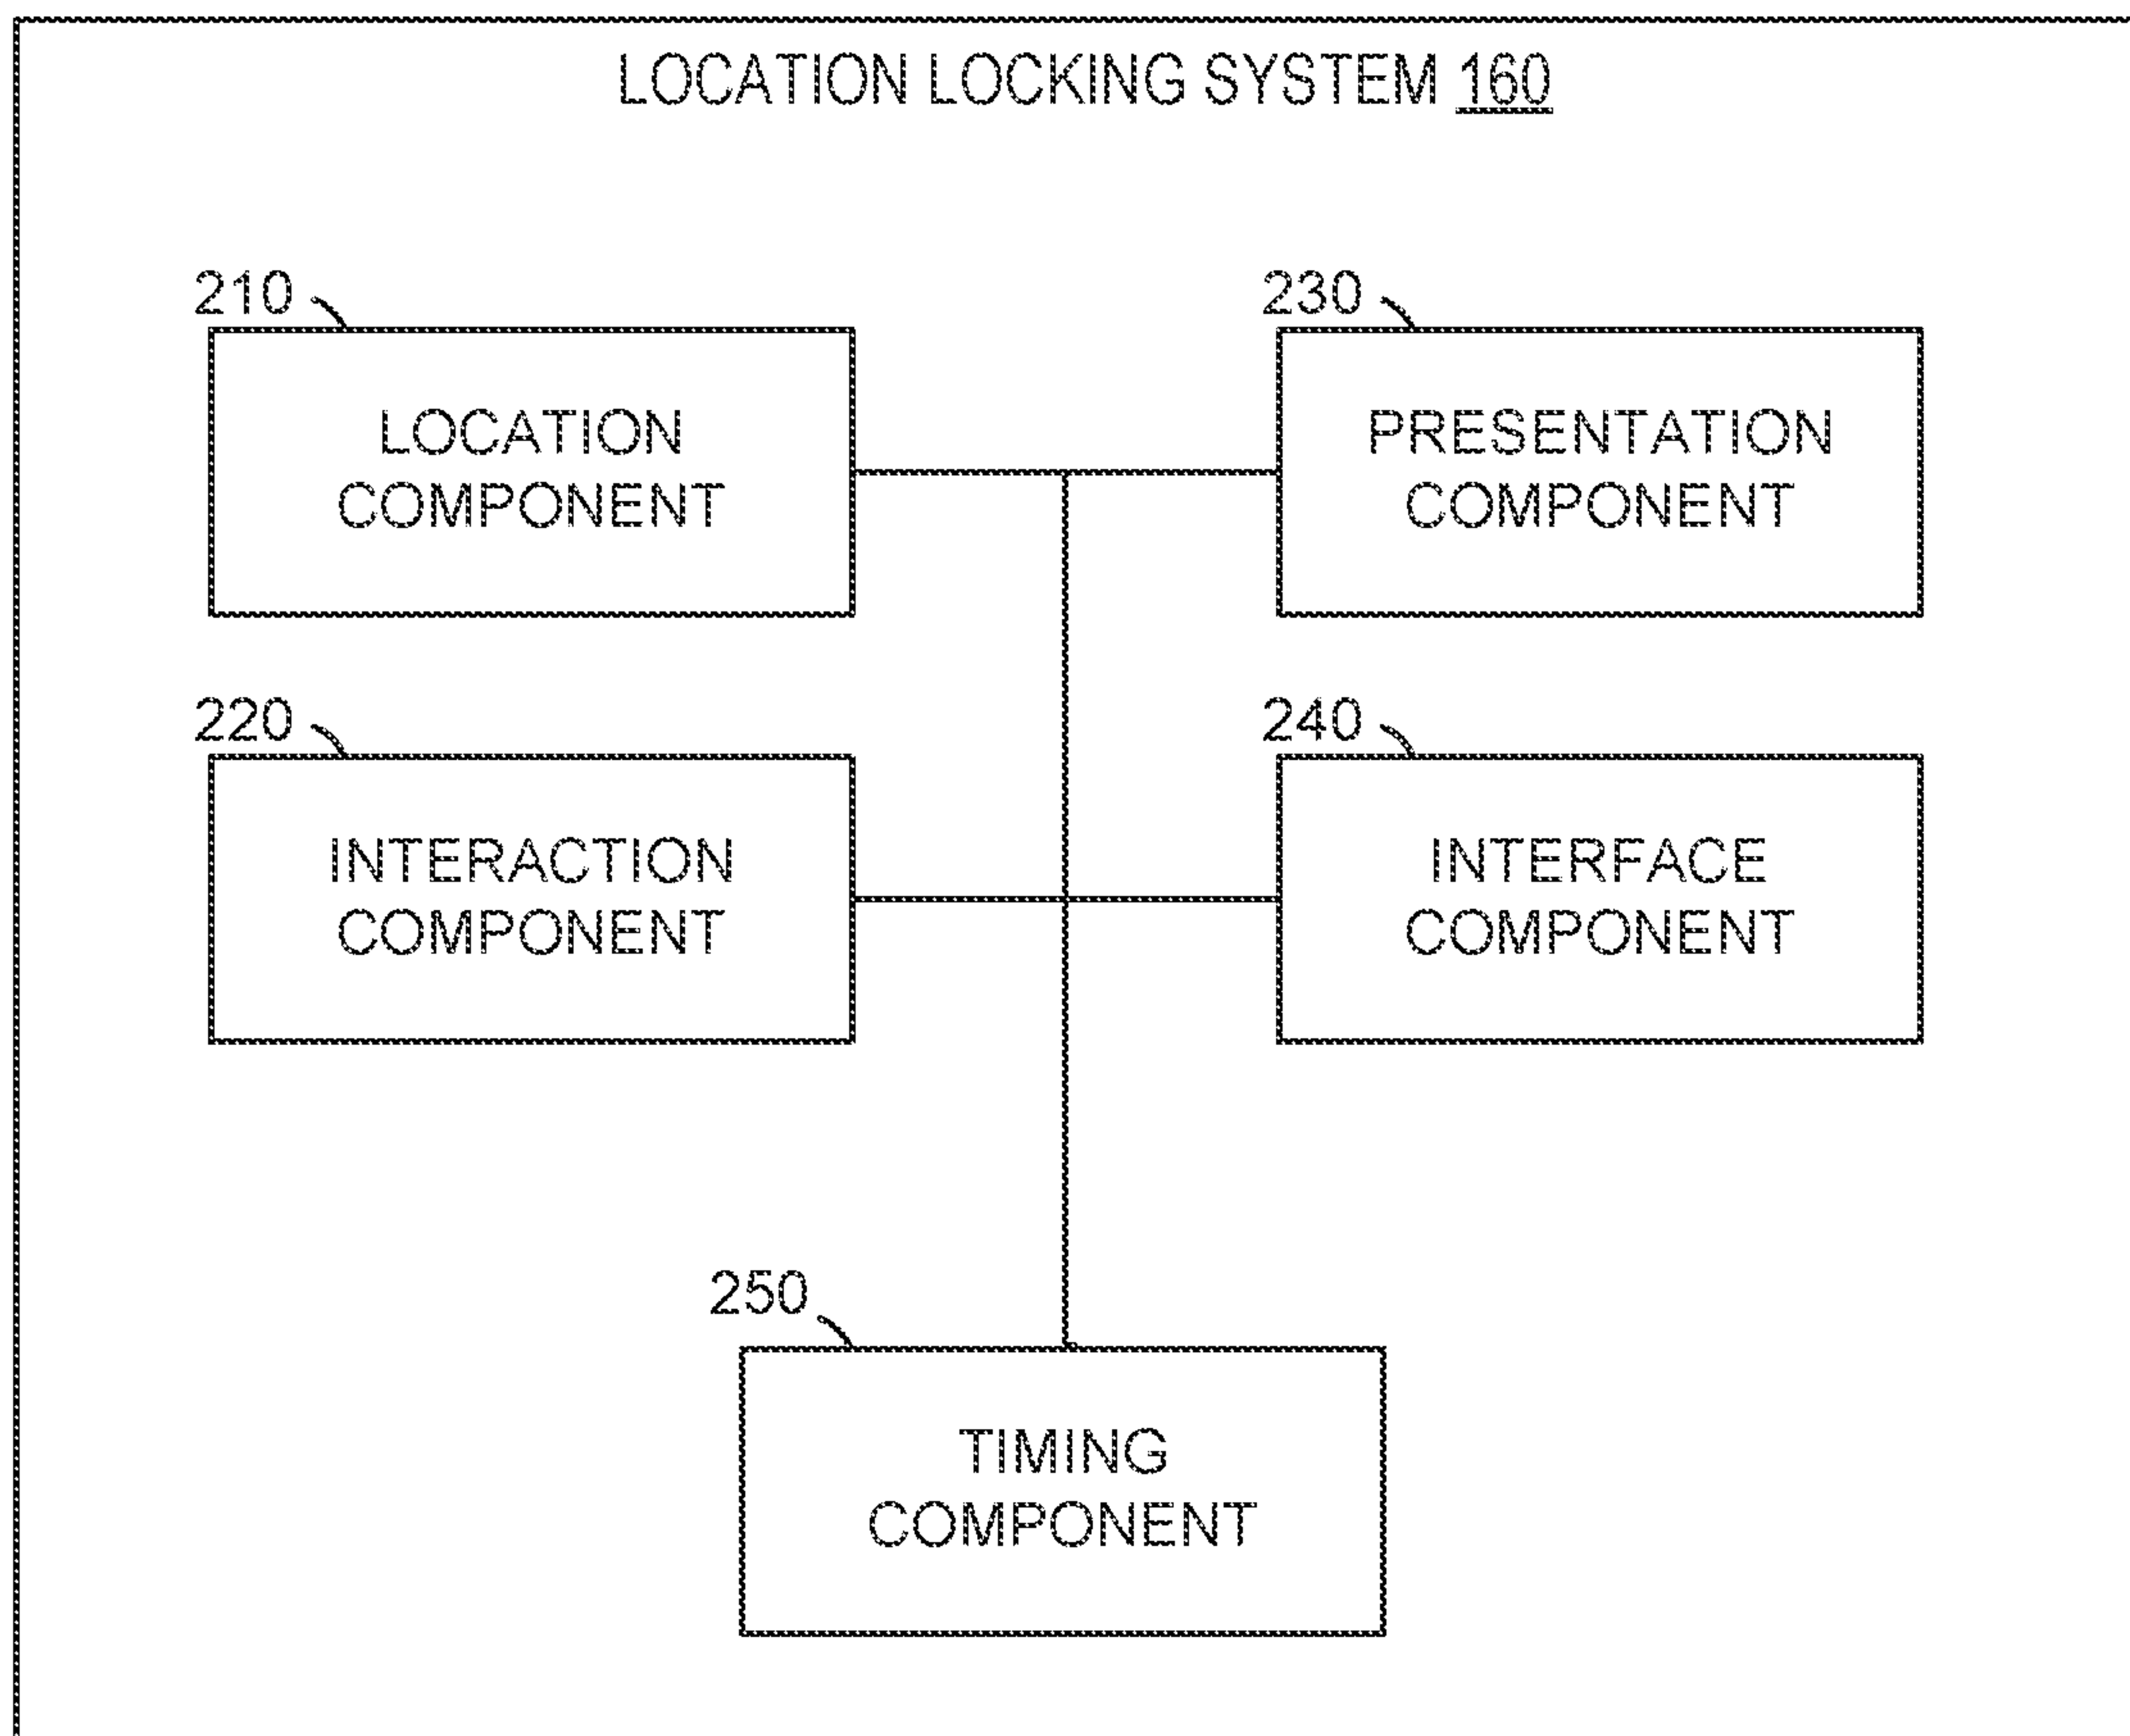 LOCATION LOCKING SYSTEM 160
210
LOCATION
COMPONENT
230
PRESENTATION
COMPONENT
220
INTERACTION
COMPONENT
240
INTERFACE
COMPONENT
250
TIMING
COMPONENT